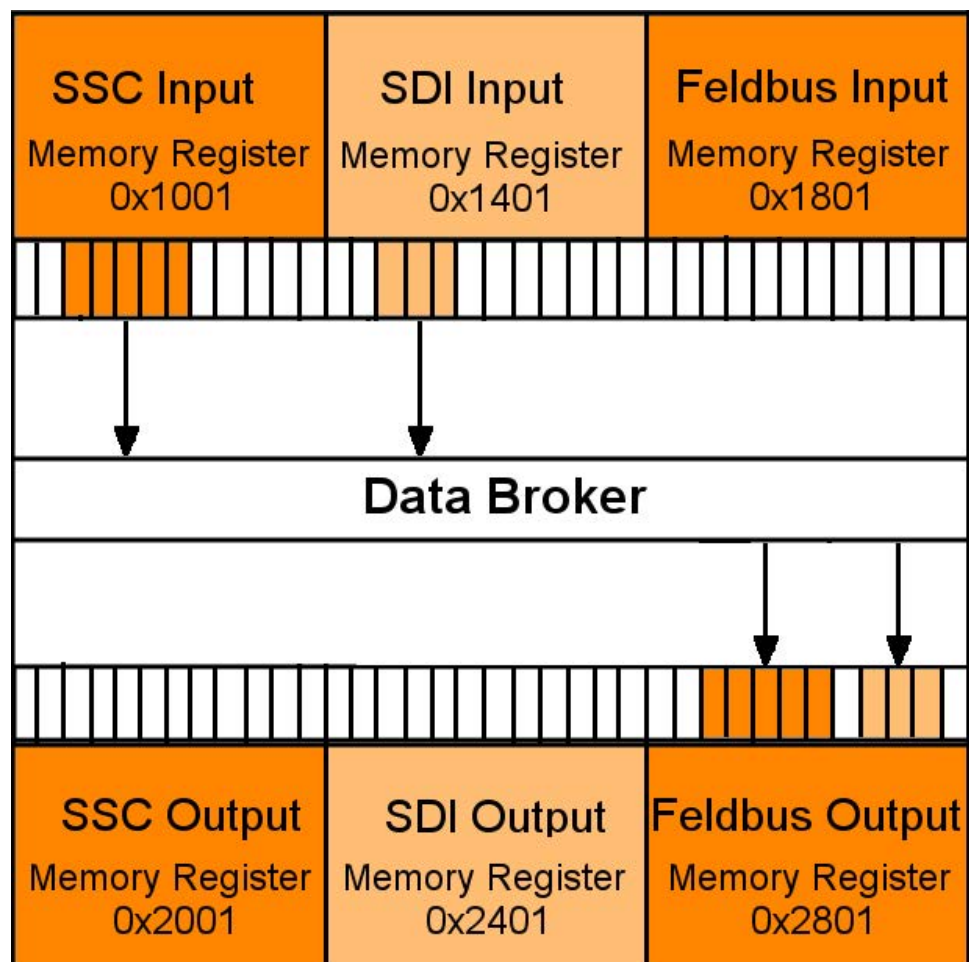 SSC Input
Memory Register
0x1001
SDI Input
Memory Register
0x1401
Feldbus Input
Memory Register
0x1801
Data Broker
SSC Output
Memory Register
0x2001
SDI Output
Memory Register
0x2401
Feldbus Output
Memory Register
0x2801